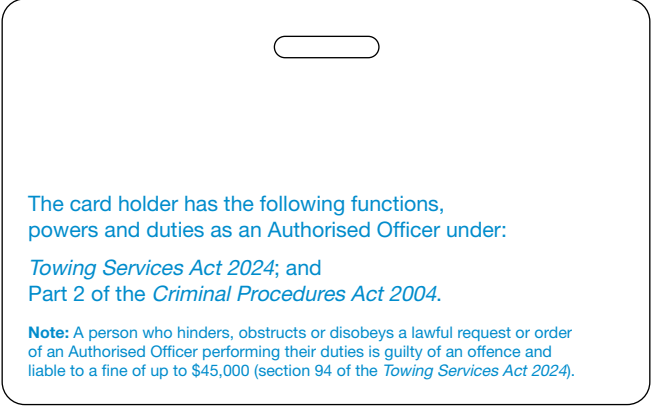 The card holder has the following functions,
powers and duties as an Authorised Officer under:
Towing Services Act 2024; and
Part 2 of the Criminal Procedures Act 2004.
Note: A person who hinders, obstructs or disobeys a lawful request or order
of an Authorised Officer performing their duties is guilty of an offence and
liable to a fine of up to $45,000 (section 94 of the Towing Services Act 2024).